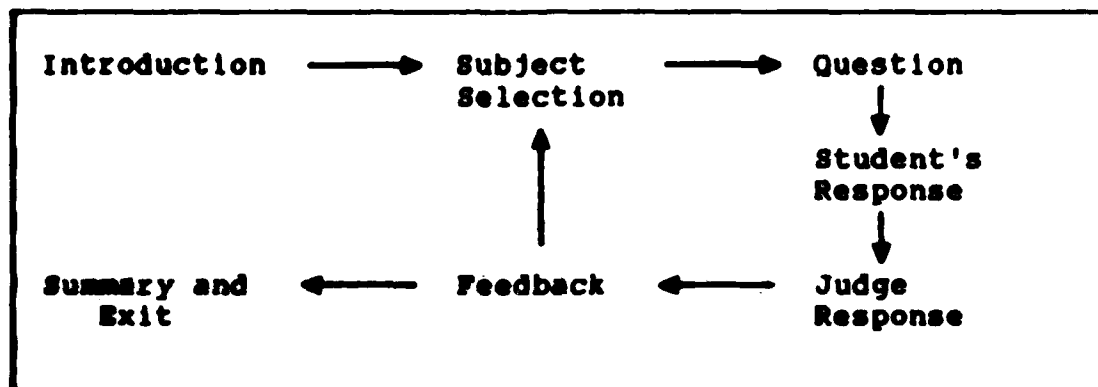 Introduction
Subject
Selection
Question
Student's
Response
Judge
Response
Feedback
Summary and
Exit